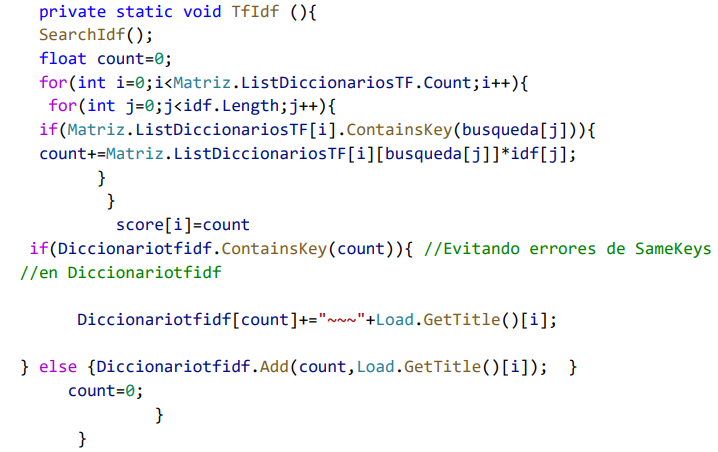 private static void TfIdf (){
SearchIdf();
float count=0;
for(int i=0;i<Matriz.ListDiccionariosTF.Count;i++){
for(int j=0;j<idf.Length;j++){
if(Matriz.ListDiccionariosTF[i].ContainsKey(busqueda[j])){
count+=Matriz.ListDiccionariosTF[i][busqueda[j]]*idf[j];
}
}
score[i]=count
if(Diccionariotfidf.ContainsKey(count)){ //Evitando errores de SameKeys
//en Diccionariotfidf
Diccionariotfidf[count]+="~~~"+Load.GetTitle()[i];
} else {Diccionariotfidf.Add(count,Load.GetTitle()[i]);  }
count=0;
}
}